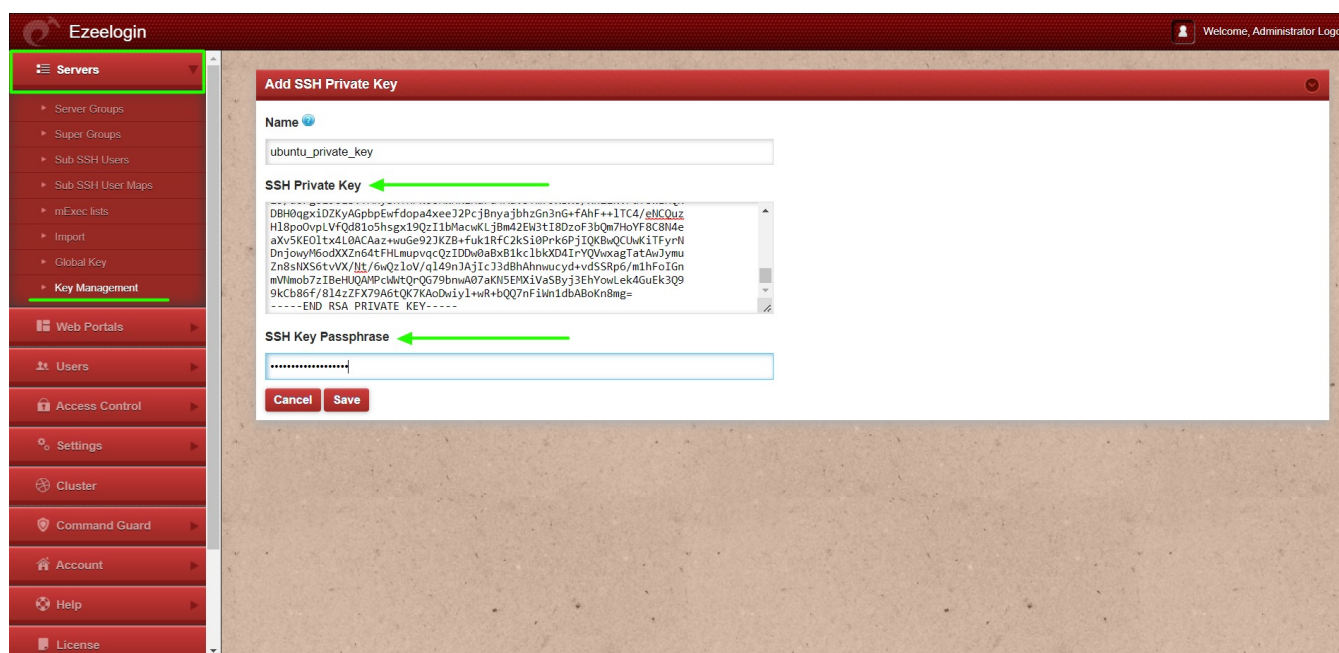 Ezeelogin
Welcome, Administrator Logo
Servers
Server Groups
Super Groups
Sub SSH Users
Sub SSH User Maps
mExec lists
Import
Global Key
Key Management
Web Portals
Users
Access Control
Settings
Cluster
Command Guard
Account
Help
License
Add SSH Private Key
Name
ubuntu_private_key
SSH Private Key
DBH0qgxiDZKyAGpbpEwfdopa4xeeJ2PcjBnyajbhzGn3nG+fAhF++lTC4/eNCQuz
Hl8poOvpLVfQd81o5hsgx19QzI1bMacwKLjBm42EW3tI8DzoF3bQm7HoYF8C8N4e
aXv5KEOltx4L0ACAaz+wuGe92JKZB+fuk1RfC2kSi0Prk6PjIQKBwQCUwKiTFyrN
DnjowyM6odXXZn64tFHLmupvqcQzIDDw0aBxB1kclbkXD4IrYQVwxagTatAwJymu
Zn8sNXS6tvVX/Nt/6wQzloV/ql49nJAjIcJ3dBhAhnwucyd+vdSSRp6/m1hFoIGn
mVNmob7zIBeHUQAMPcWWtQrQG79bnwA07aKN5EMXiVaSByj3EhYowLek4GuEk3Q9
9kCb86f/8l4zZFX79A6tQK7KAoDwiyl+wR+bQQ7nFiWn1dbABoKn8mg=
-----END RSA PRIVATE KEY-----
SSH Key Passphrase
Cancel
Save